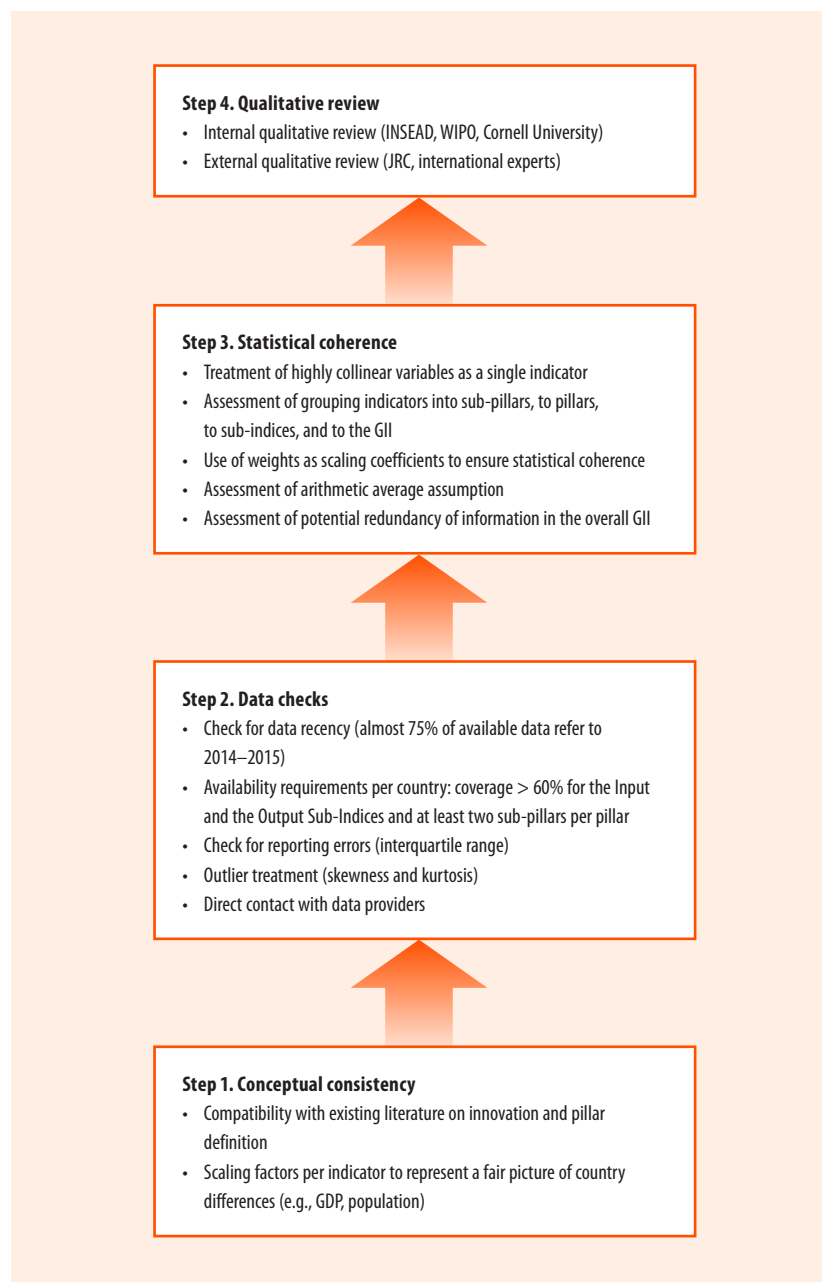 Step 4. Qualitative review
• Internal qualitative review (INSEAD, WIPO, Cornell University)
• External qualitative review (JRC, international experts)
Step 3. Statistical coherence
• Treatment of highly collinear variables as a single indicator
• Assessment of grouping indicators into sub-pillars, to pillars,
to sub-indices, and to the GII
• Use of weights as scaling coefficients to ensure statistical coherence
• Assessment of arithmetic average assumption
• Assessment of potential redundancy of information in the overall GII
Step 2. Data checks
• Check for data recency (almost 75% of available data refer to
2014–2015)
• Availability requirements per country: coverage > 60% for the Input
and the Output Sub-Indices and at least two sub-pillars per pillar
• Check for reporting errors (interquartile range)
• Outlier treatment (skewness and kurtosis)
• Direct contact with data providers
Step 1. Conceptual consistency
• Compatibility with existing literature on innovation and pillar
definition
• Scaling factors per indicator to represent a fair picture of country
differences (e.g., GDP, population)